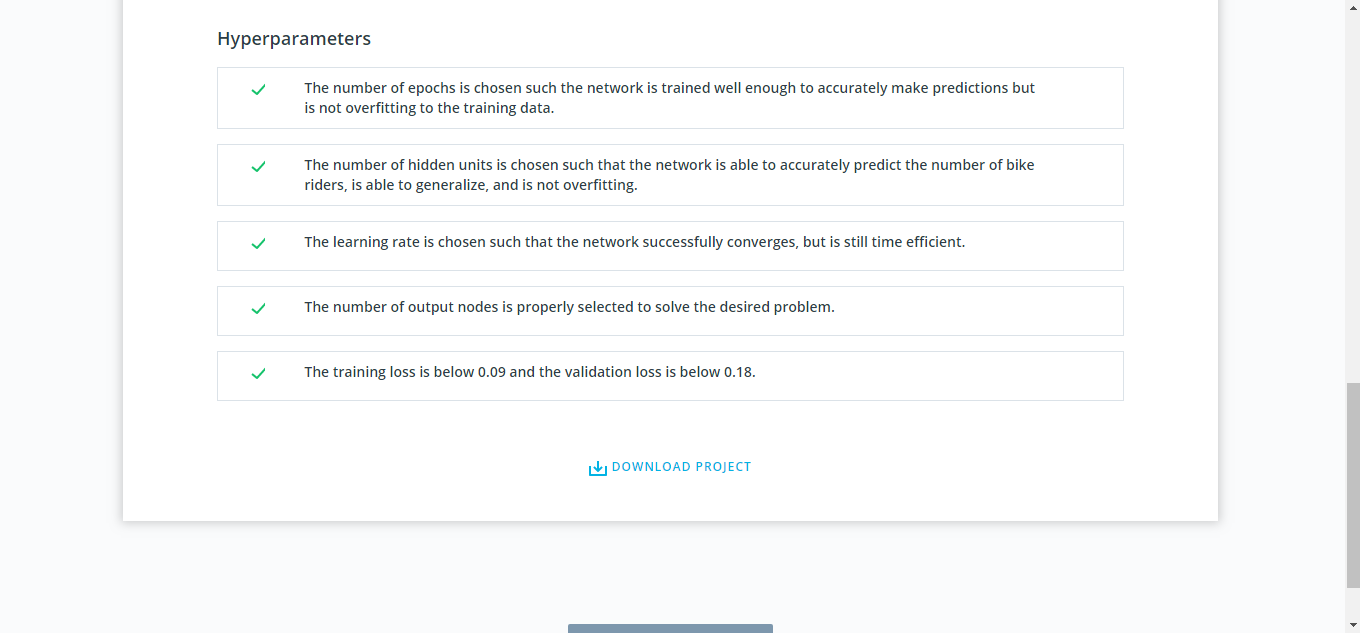 Hyperparameters
The number of epochs is chosen such the network is trained well enough to accurately make predictions but
is not overfitting to the training data.
The number of hidden units is chosen such that the network is able to accurately predict the number of bike
riders, is able to generalize, and is not overfitting.
The learning rate is chosen such that the network successfully converges, but is still time efficient.
The number of output nodes is properly selected to solve the desired problem.
The training loss is below 0.09 and the validation loss is below 0.18.
DOWNLOAD PROJECT